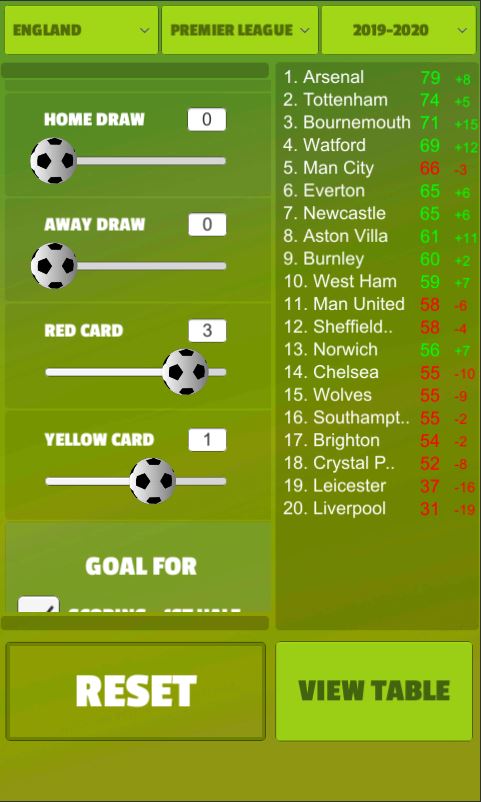 ENGLAND
PREMIER LEAGUE
2019-2020
HOME DRAW 0
AWAY DRAW 0
RED CARD 3
YELLOW CARD 1
GOAL FOR
1. Arsenal 79 +8
2. Tottenham 74 +5
3. Bournemouth 71 +15
4. Watford 69 +12
5. Man City 66 -3
6. Everton 65 +6
7. Newcastle 65 +6
8. Aston Villa 61 +11
9. Burnley 60 +2
10. West Ham 59 +7
11. Man United 58 -6
12. Sheffield.. 58 -4
13. Norwich 56 +7
14. Chelsea 55 -10
15. Wolves 55 -9
16. Southampt.. 55 -2
17. Brighton 54 -2
18. Crystal P.. 52 -8
19. Leicester 37 -16
20. Liverpool 31 -19
RESET
VIEW TABLE